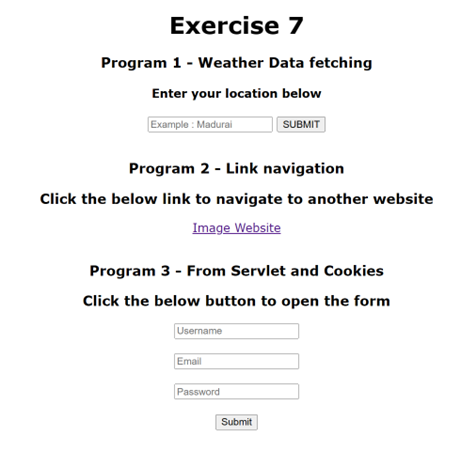 Exercise 7
Program 1 - Weather Data fetching
Enter your location below
Example : Madurai SUBMIT
Program 2 - Link navigation
Click the below link to navigate to another website
Image Website
Program 3 - From Servlet and Cookies
Click the below button to open the form
Username
Email
Password
Submit